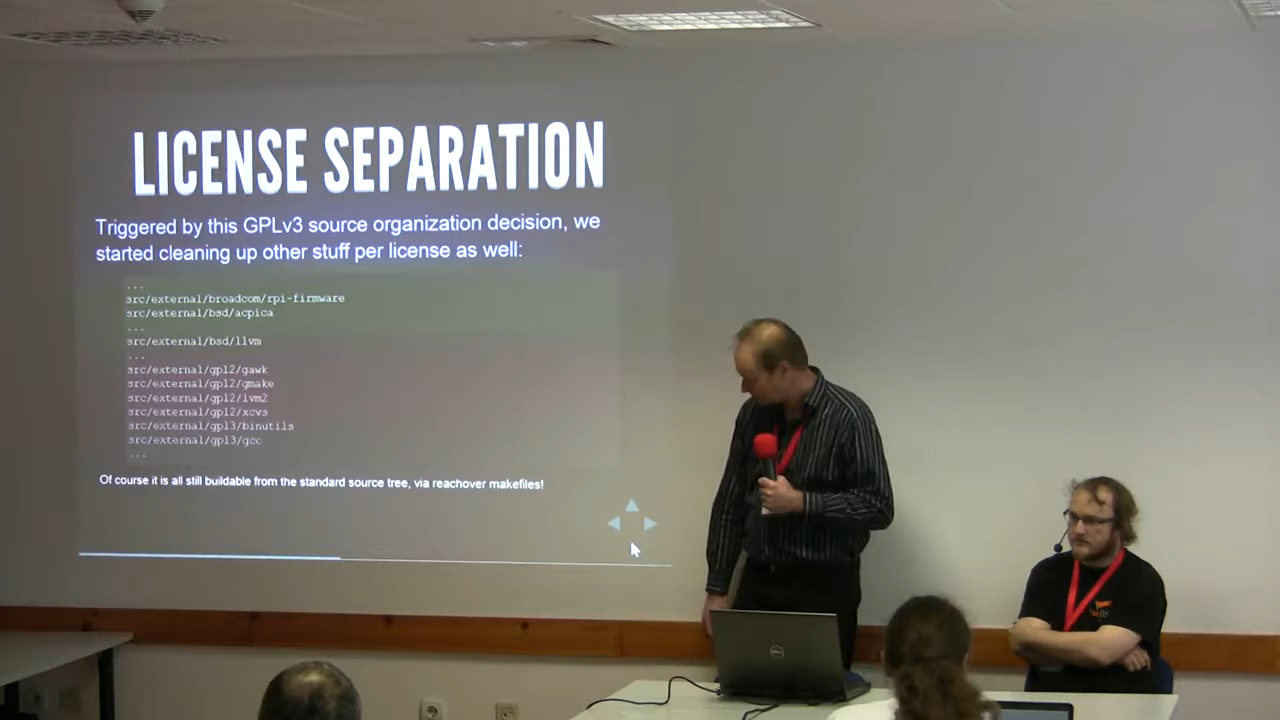 LICENSE SEPARATION
Triggered by this GPLv3 source organization decision, we
started cleaning up other stuff per license as well:
...
src/external/broadcom/rpi-firmware
src/external/bsd/acpica
...
src/external/bsd/llvm
...
src/external/gpl2/gawk
src/external/gpl2/gmake
src/external/gpl2/lvm2
src/external/gpl2/xcvs
src/external/gpl3/binutils
src/external/gpl3/gcc
...
Of course it is all still buildable from the standard source tree, via reachover makefiles!
DELL